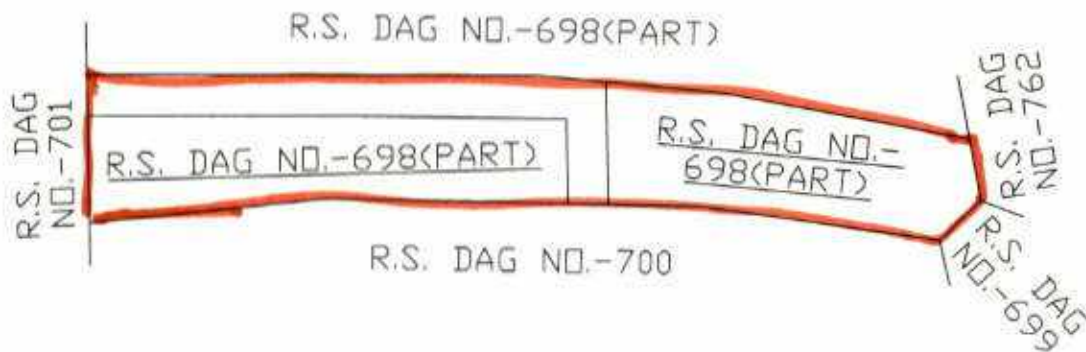 R.S. DAG NO.-698(PART)
R.S. DAG
NO.-701
R.S. DAG NO.-698(PART)
R.S. DAG NO.-
698(PART)
R.S. DAG
NO.-762
R.S. DAG
NO.-699
R.S. DAG NO.-700